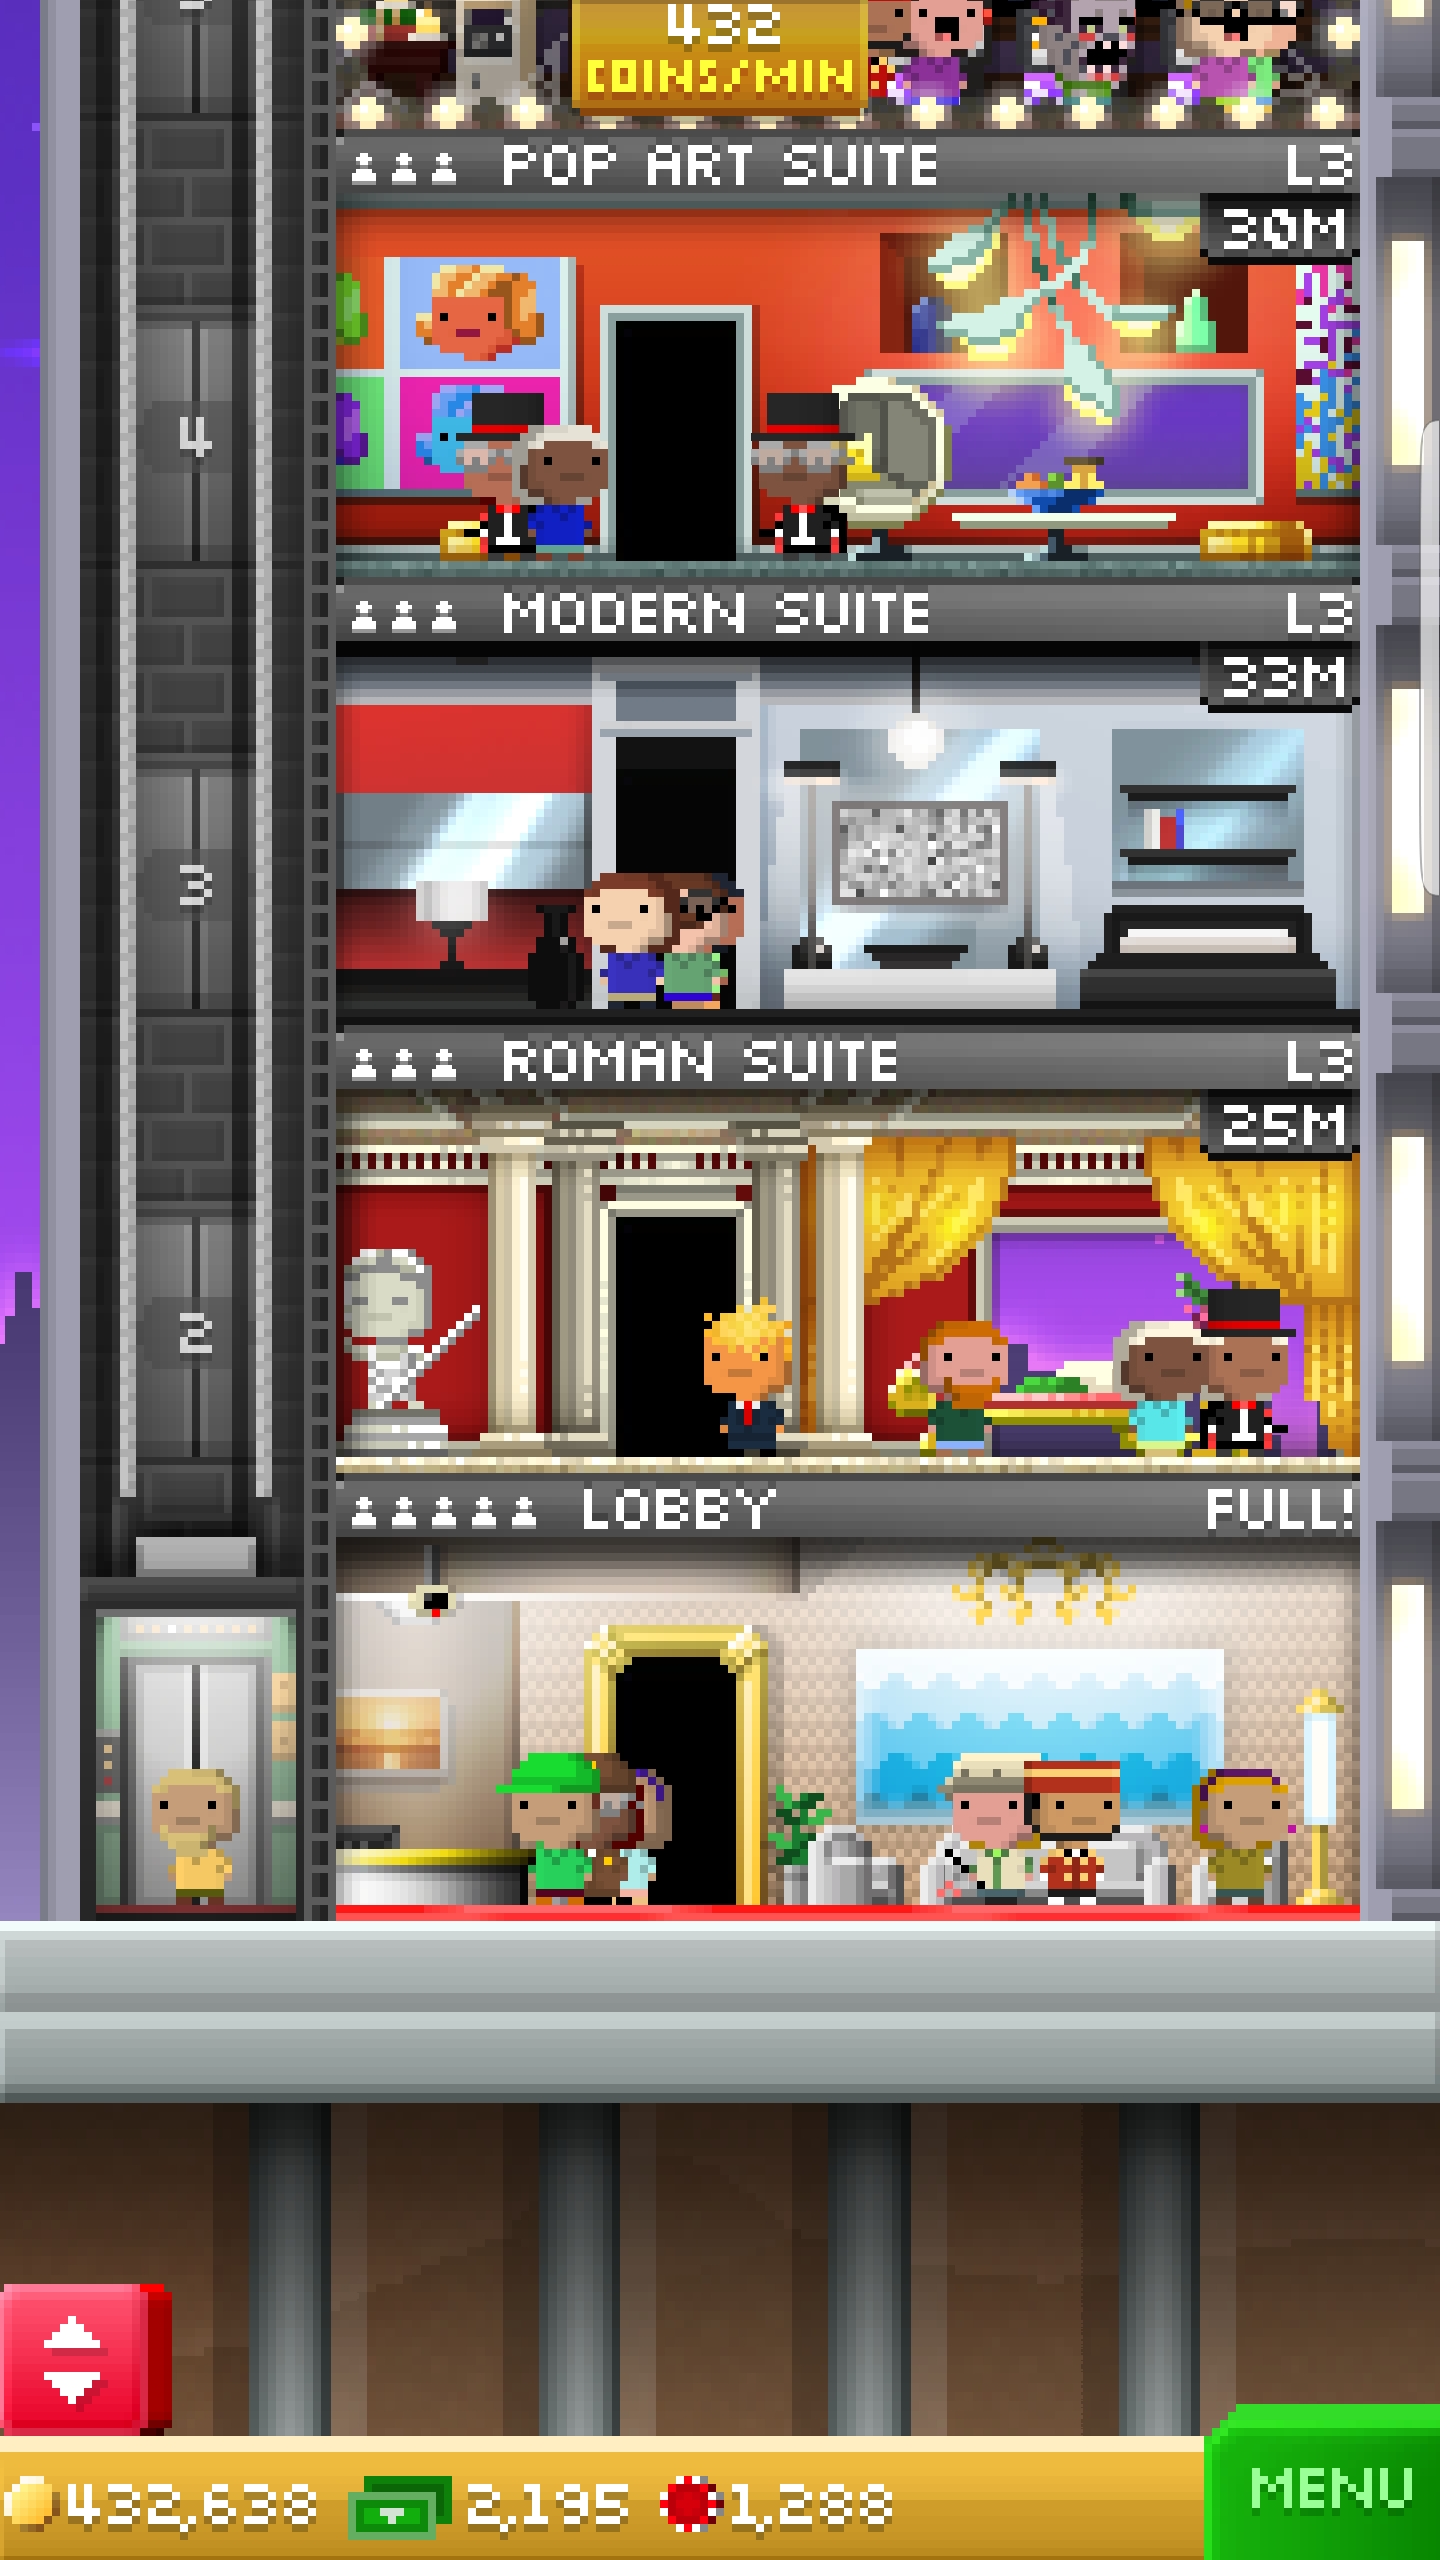 432
COINS/MIN
POP ART SUITE L3
30M
4
MODERN SUITE L3
33M
3
ROMAN SUITE L3
25M
2
LOBBY FULL!
432,638 2,195 1,288
MENU